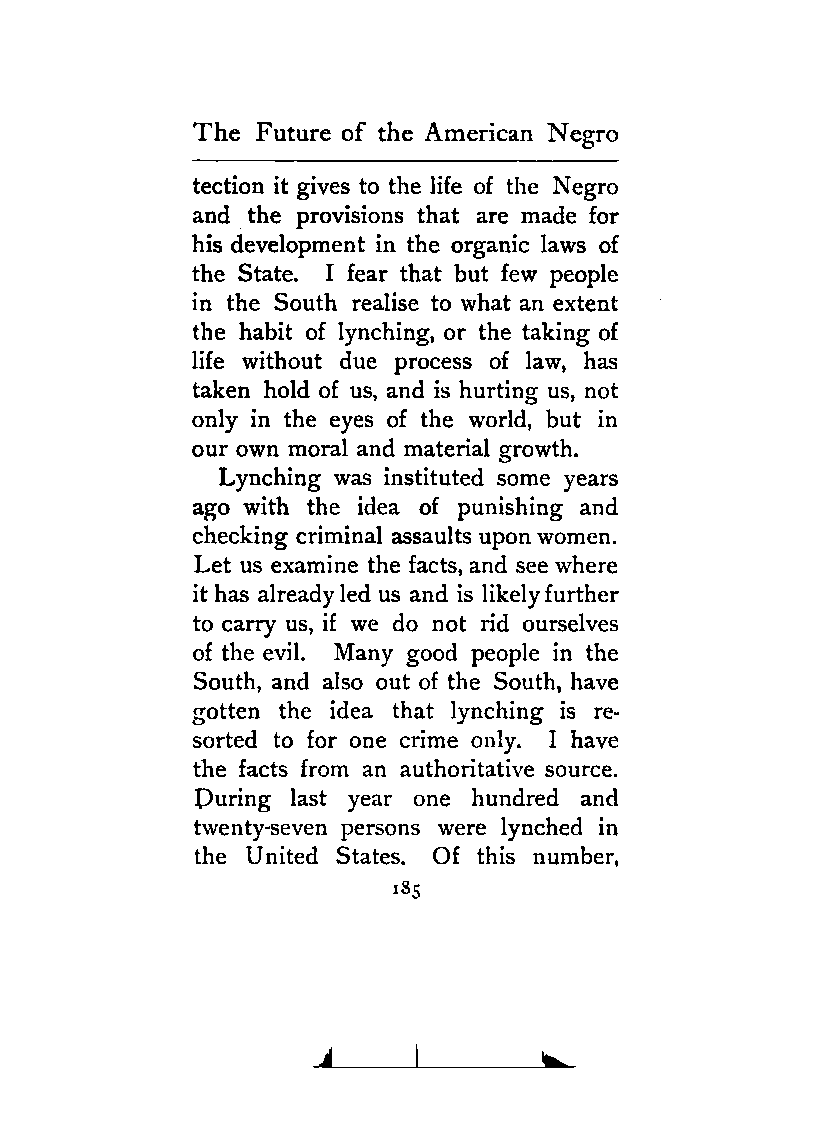 The Future of the American Negro
tection it gives to the life of the Negro
and the provisions that are made for
his development in the organic laws of
the State. I fear that but few people
in the South realise to what an extent
the habit of lynching, or the taking of
life without due process of law, has
taken hold of us, and is hurting us, not
only in the eyes of the world, but in
our own moral and material growth.
Lynching was instituted some years
ago with the idea of punishing and
checking criminal assaults upon women.
Let us examine the facts, and see where
it has already led us and is likely further
to carry us, if we do not rid ourselves
of the evil. Many good people in the
South, and also out of the South, have
gotten the idea that lynching is re-
sorted to for one crime only. I have
the facts from an authoritative source.
During last year one hundred and
twenty-seven persons were lynched in
the United States. Of this number,
185